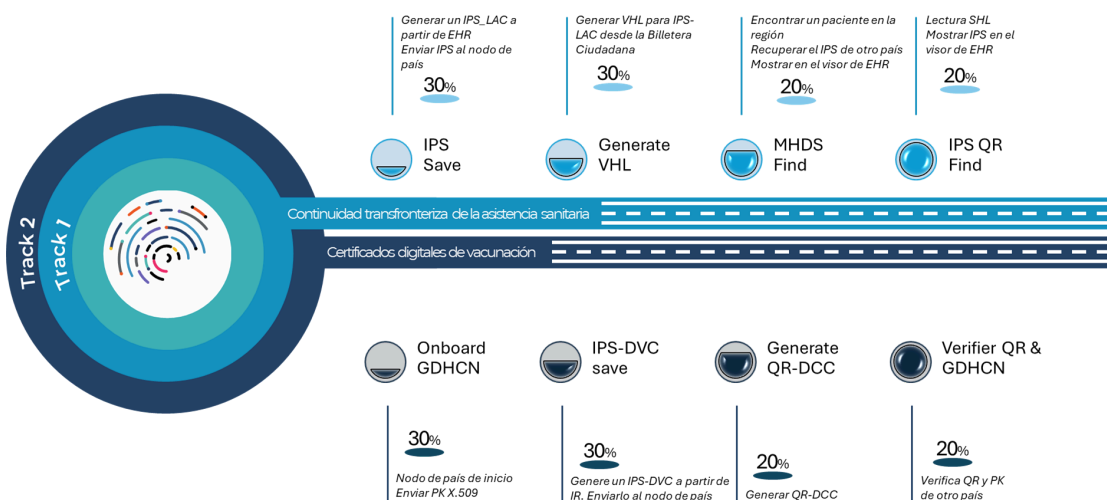 Generar un IPS_LAC a
partir de EHR
Enviar IPS al nodo de
país
30%
Generar VHL para IPS-
LAC desde la Billetera
Ciudadana
30%
Encontrar un paciente en la
región
Recuperar el IPS de otro país
Mostrar en el visor de EHR
20%
Lectura SHL
Mostrar IPS en el
visor de EHR
20%
IPS
Save
Generate
VHL
MHDS
Find
IPS QR
Find
Track 2
Track 1
Continuidad transfronteriza de la asistencia sanitaria
Certificados digitales de vacunación
Onboard
GDHCN
IPS-DVC
save
Generate
QR-DCC
Verifier QR &
GDHCN
30%
Nodo de país de inicio
Enviar PK X.509
30%
Genere un IPS-DVC a partir de
IR. Enviarlo al nodo de país
20%
Generar QR-DCC
20%
Verifica QR y PK
de otro país